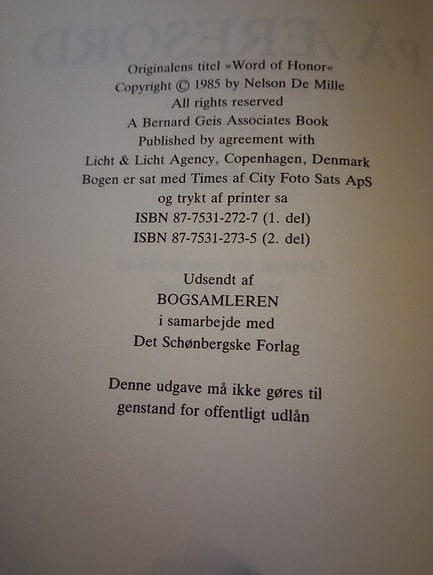 Originalens titel »Word of Honor«
Copyright © 1985 by Nelson De Mille
All rights reserved
A Bernard Geis Associates Book
Published by agreement with
Licht & Licht Agency, Copenhagen, Denmark
Bogen er sat med Times af City Foto Sats ApS
og trykt af printer sa
ISBN 87-7531-272-7 (1. del)
ISBN 87-7531-273-5 (2. del)
Udsendt af
BOGSAMLEREN
i samarbejde med
Det Schønbergske Forlag
Denne udgave må ikke gøres til
genstand for offentligt udlån